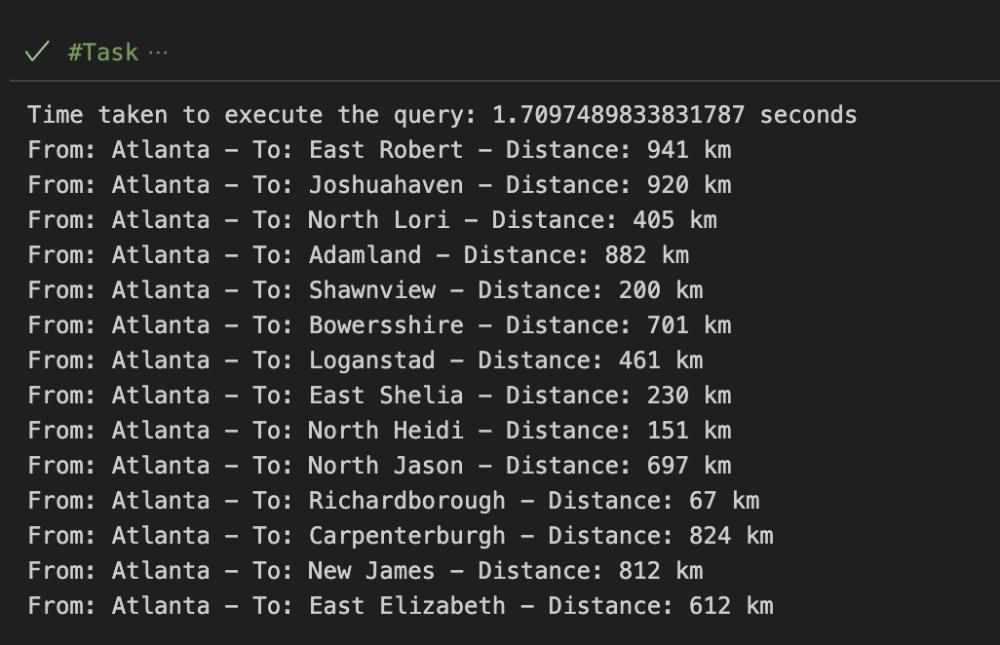 #Task ...
Time taken to execute the query: 1.7097489833831787 seconds
From: Atlanta – To: East Robert – Distance: 941 km
From: Atlanta – To: Joshuahaven – Distance: 920 km
From: Atlanta – To: North Lori – Distance: 405 km
From: Atlanta – To: Adamland – Distance: 882 km
From: Atlanta – To: Shawnview – Distance: 200 km
From: Atlanta – To: Bowersshire – Distance: 701 km
From: Atlanta – To: Loganstad – Distance: 461 km
From: Atlanta – To: East Shelia – Distance: 230 km
From: Atlanta – To: North Heidi – Distance: 151 km
From: Atlanta – To: North Jason – Distance: 697 km
From: Atlanta – To: Richardborough – Distance: 67 km
From: Atlanta – To: Carpenterburgh – Distance: 824 km
From: Atlanta – To: New James – Distance: 812 km
From: Atlanta – To: East Elizabeth – Distance: 612 km